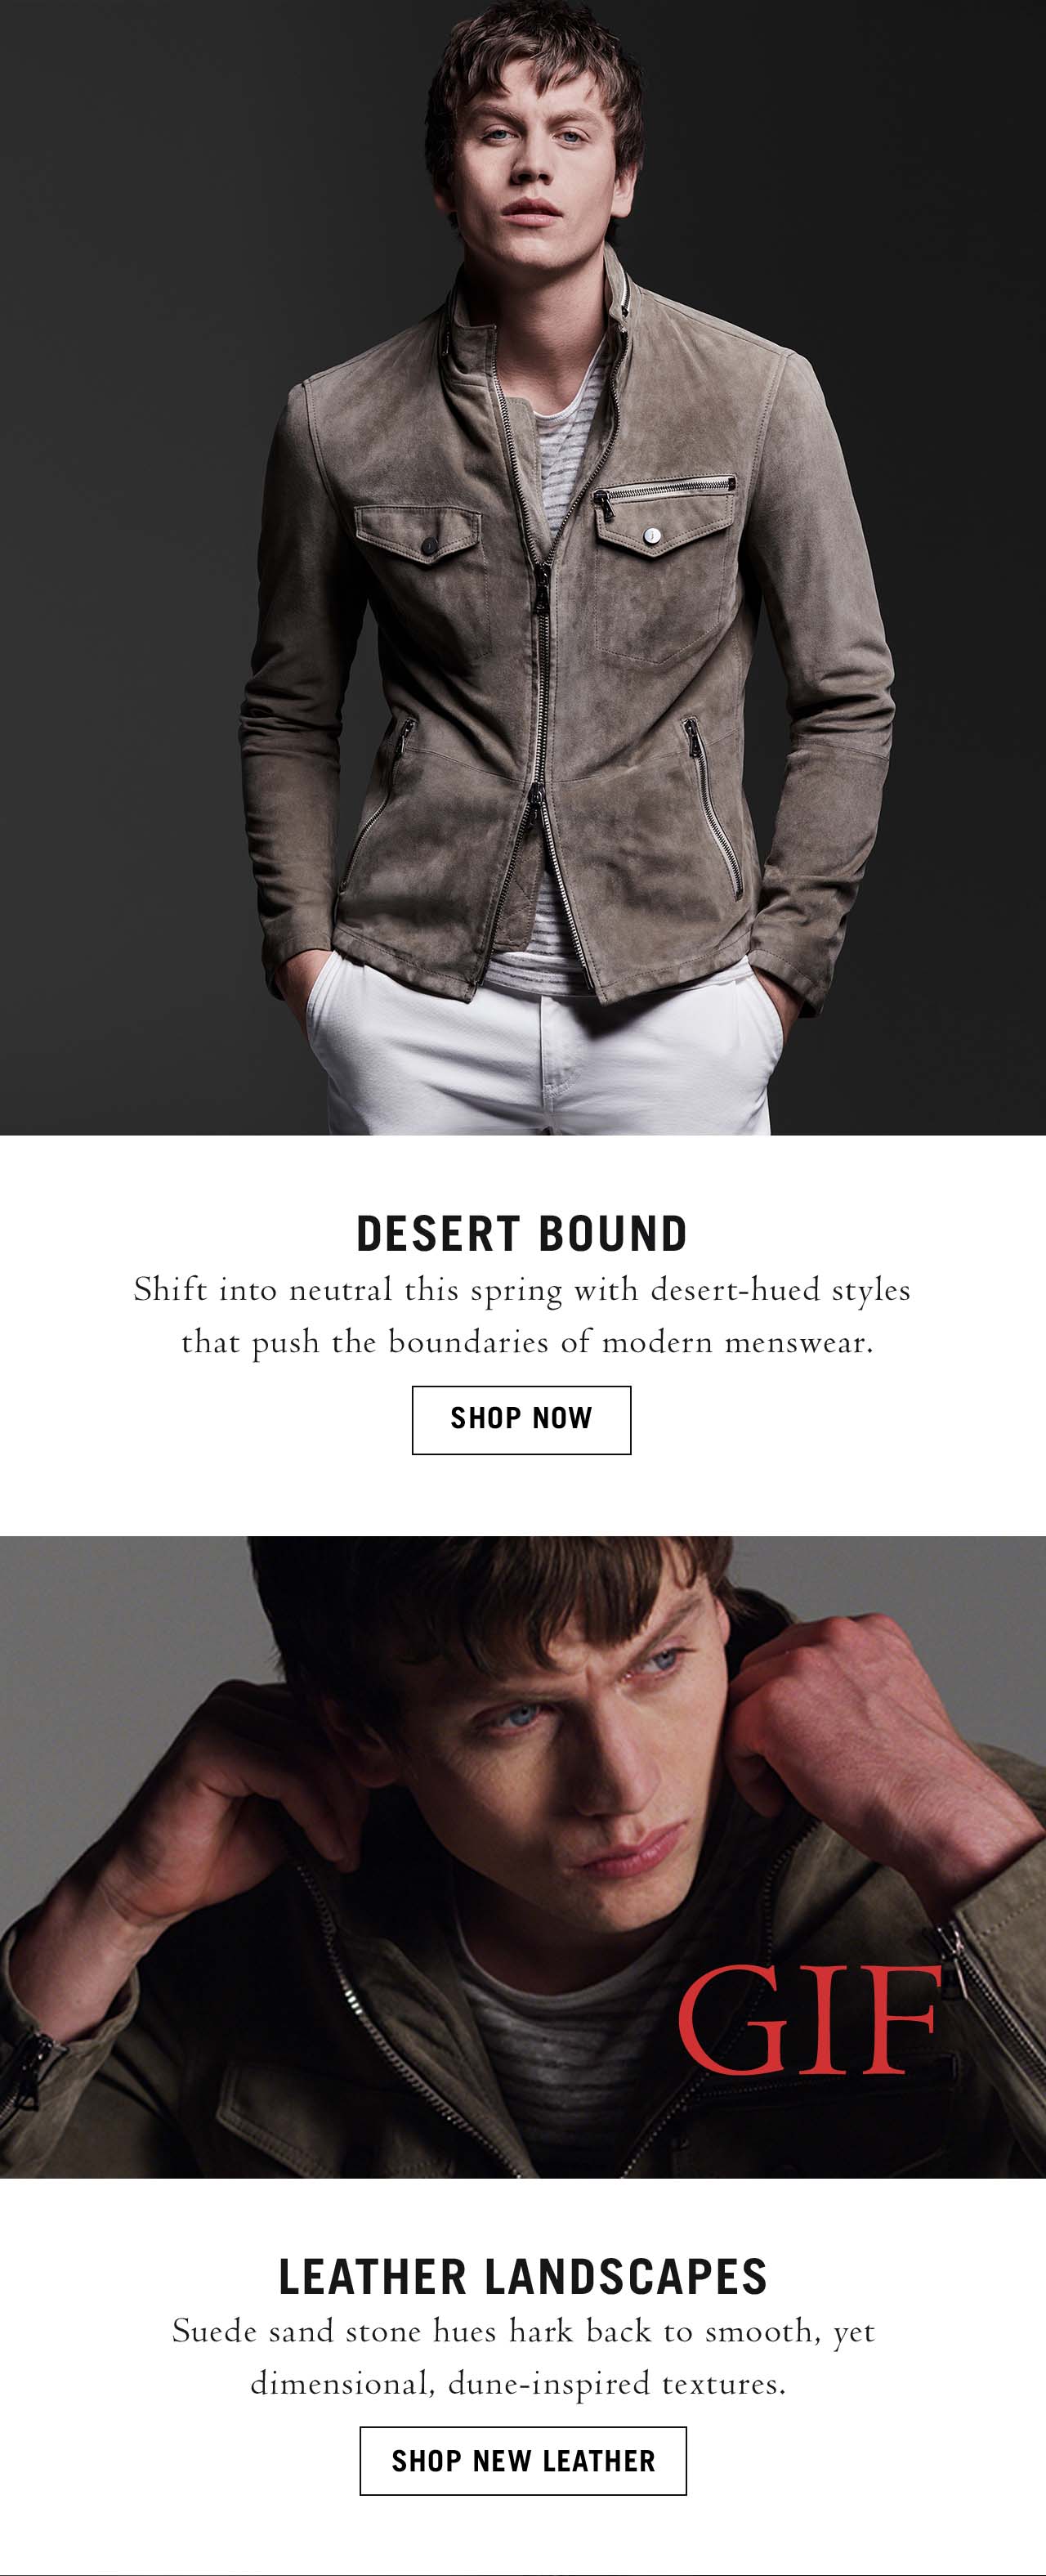 DESERT BOUND
Shift into neutral this spring with desert-hued styles
that push the boundaries of modern menswear.
SHOP NOW
GIF
LEATHER LANDSCAPES
Suede sand stone hues hark back to smooth, yet
dimensional, dune-inspired textures.
SHOP NEW LEATHER